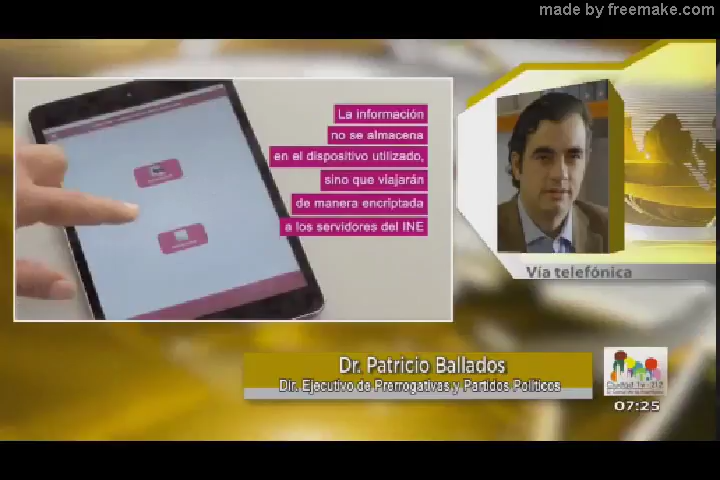 made by freemake.com
La información
no se almacena
en el dispositivo utilizado,
sino que viajarán
de manera encriptada
a los servidores del INE
Vía telefónica
Dr. Patricio Ballados
Dir. Ejecutivo de Prerrogativas y Partidos Políticos
07:25